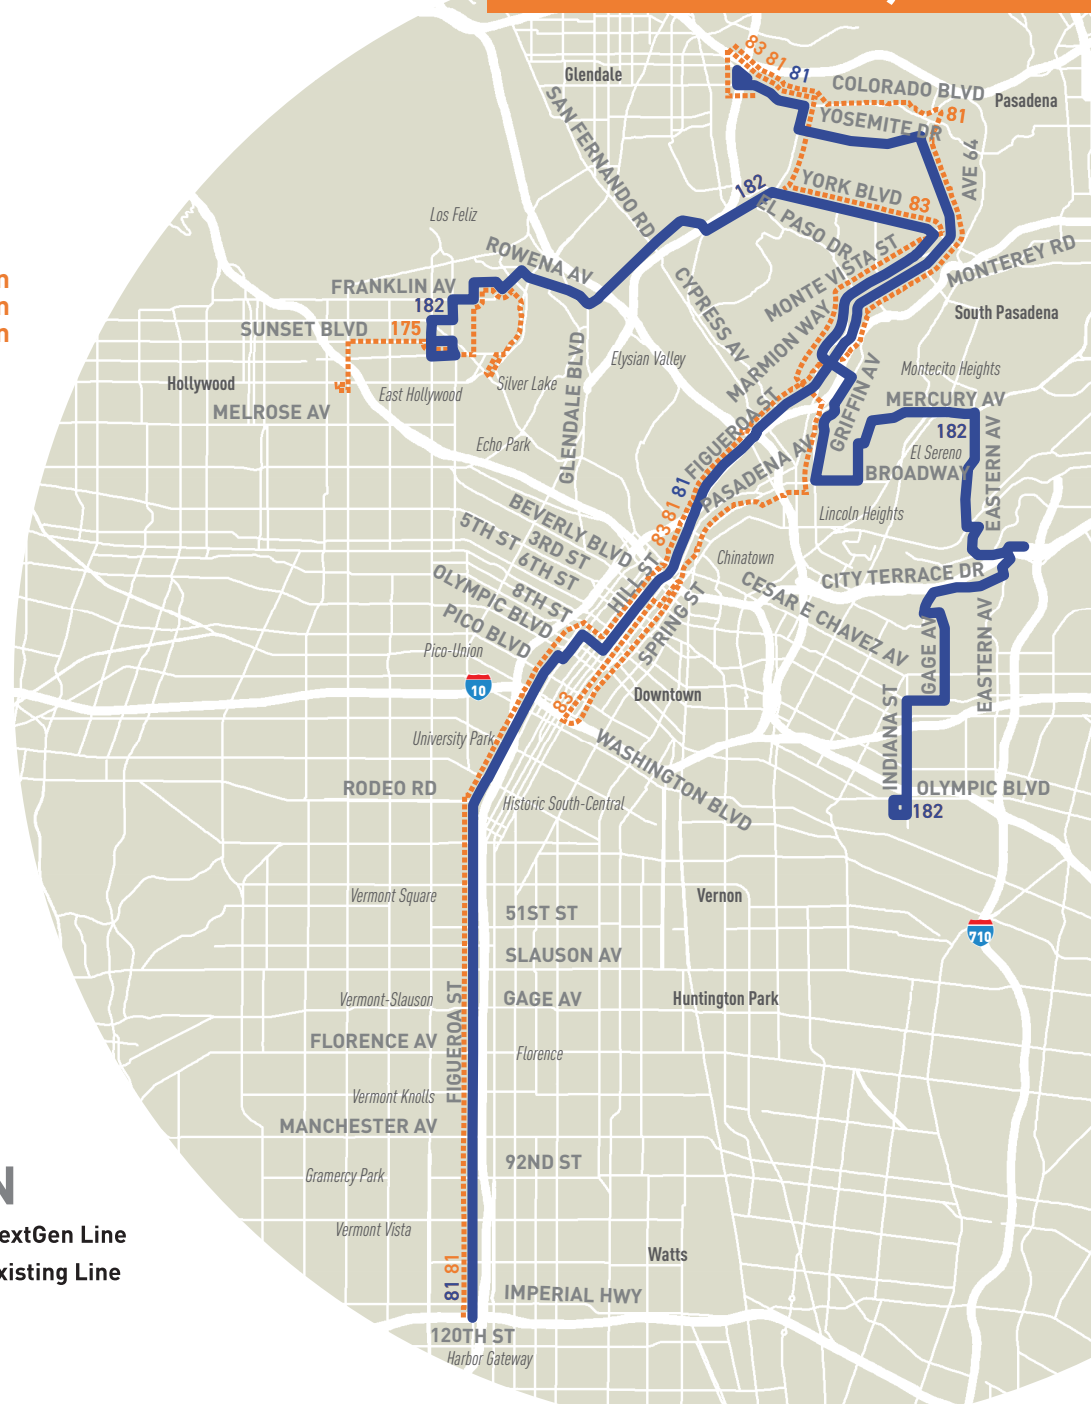 83 81 81
COLORADO BLVD
Glendale
Pasadena
81
YOSEMITE DR
SAN FERNANDO RD
AVE 64
182
YORK BLVD 83
EL PASO DR
Los Feliz
ROWENA AV
MONTE VISTA ST
MONTEREY RD
CYPRESS AV
FRANKLIN AV
182
SUNSET BLVD 175
MARMION WAY
South Pasadena
GLENDALE BLVD
Elysian Valley
Montecito Heights
Hollywood
East Hollywood
Silver Lake
GRIFFIN AV
MELROSE AV
FIGUEROA ST
MERCURY AV
182
EASTERN AV
Echo Park
PASADENA AV
El Sereno
BROADWAY
83 81 81
BEVERLY BLVD
Lincoln Heights
5TH ST
3RD ST
6TH ST
HILL ST
Chinatown
CITY TERRACE DR
OLYMPIC BLVD
8TH ST
CESAR E CHAVEZ AV
PICO BLVD
SPRING ST
GAGE AV
EASTERN AV
Pico-Union
10
83
Downtown
INDIANA ST
University Park
WASHINGTON BLVD
RODEO RD
Historic South-Central
OLYMPIC BLVD
182
Vermont Square
Vernon
51ST ST
710
SLAUSON AV
Vermont-Slauson
GAGE AV
Huntington Park
FIGUEROA ST
FLORENCE AV
Florence
Vermont Knolls
MANCHESTER AV
92ND ST
Gramercy Park
Vermont Vista
extGen Line
Watts
xisting Line
81 81
IMPERIAL HWY
120TH ST
Harbor Gateway